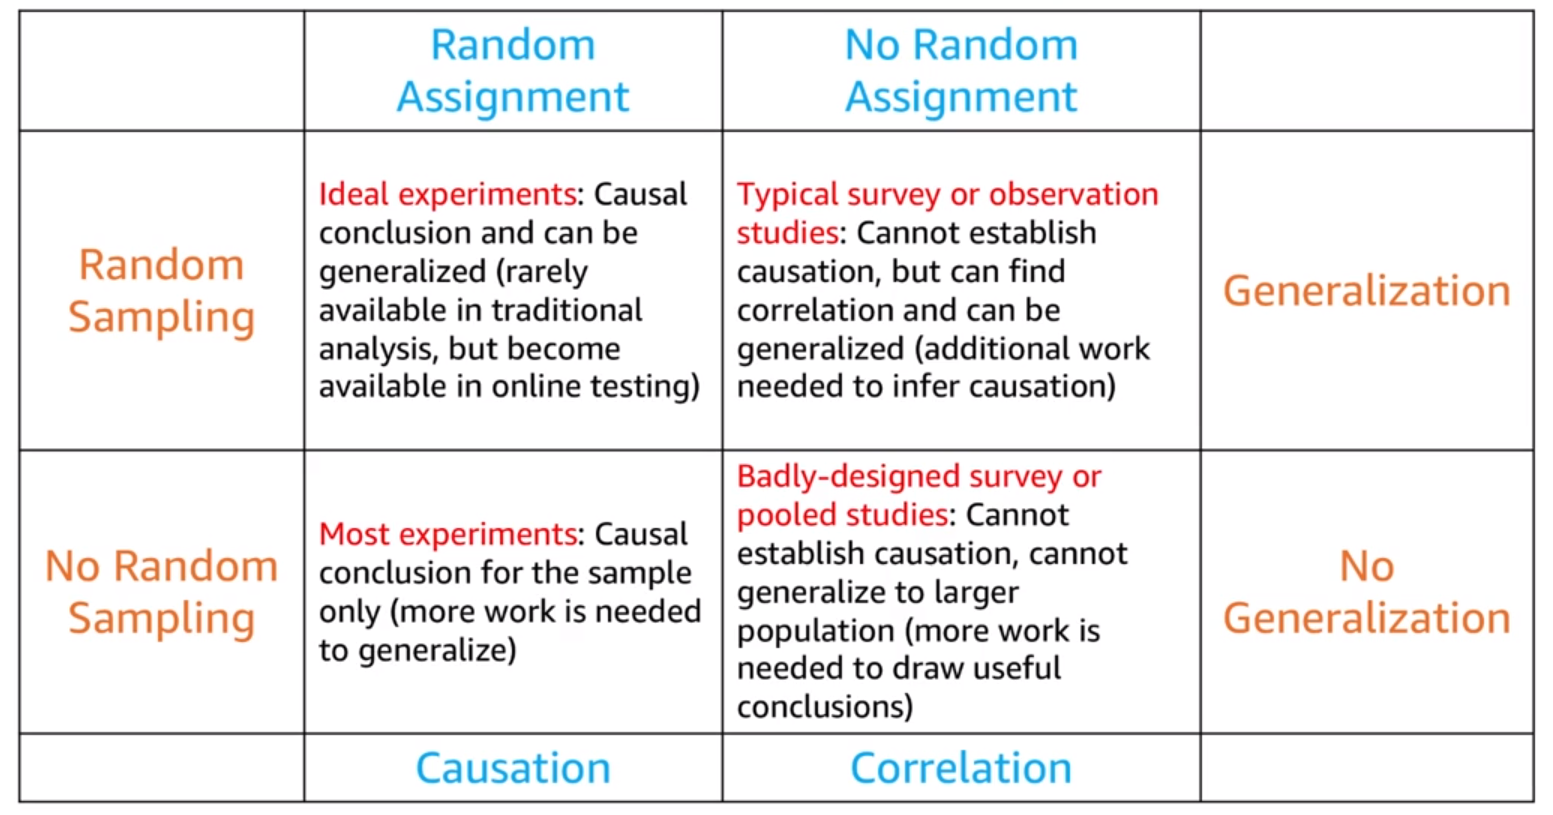 Random
Assignment
No Random
Assignment
Random
Sampling
Ideal experiments: Causal
conclusion and can be
generalized (rarely
available in traditional
analysis, but become
available in online testing)
Typical survey or observation
studies: Cannot establish
causation, but can find
correlation and can be
generalized (additional work
needed to infer causation)
Generalization
No Random
Sampling
Most experiments: Causal
conclusion for the sample
only (more work is needed
to generalize)
Badly-designed survey or
pooled studies: Cannot
establish causation, cannot
generalize to larger
population (more work is
needed to draw useful
conclusions)
No
Generalization
Causation
Correlation